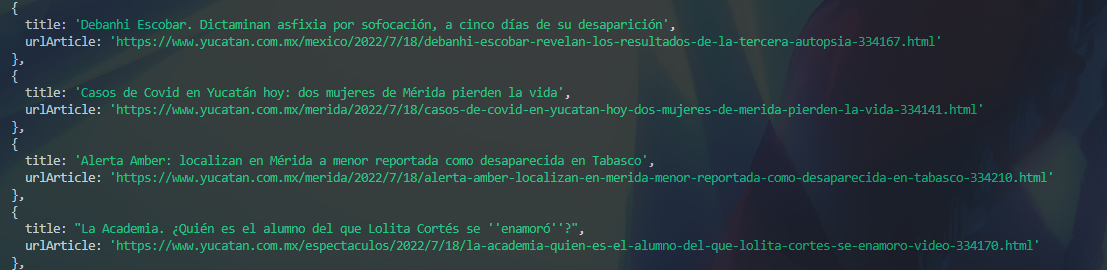 {
title: 'Debanhi Escobar. Dictaminan asfixia por sofocación, a cinco días de su desaparición',
urlArticle: 'https://www.yucatan.com.mx/mexico/2022/7/18/debanhi-escobar-revelan-los-resultados-de-la-tercera-autopsia-334167.html'
},
{
title: 'Casos de Covid en Yucatán hoy: dos mujeres de Mérida pierden la vida',
urlArticle: 'https://www.yucatan.com.mx/merida/2022/7/18/casos-de-covid-en-yucatan-hoy-dos-mujeres-de-merida-pierden-la-vida-334141.html'
},
{
title: 'Alerta Amber: localizan en Mérida a menor reportada como desaparecida en Tabasco',
urlArticle: 'https://www.yucatan.com.mx/merida/2022/7/18/alerta-amber-localizan-en-merida-menor-reportada-como-desaparecida-en-tabasco-334210.html'
},
{
title: "La Academia. ¿Quién es el alumno del que Lolita Cortés se ''enamoró''?",
urlArticle: 'https://www.yucatan.com.mx/espectaculos/2022/7/18/la-academia-quien-es-el-alumno-del-que-lolita-cortes-se-enamoro-video-334170.html'
},